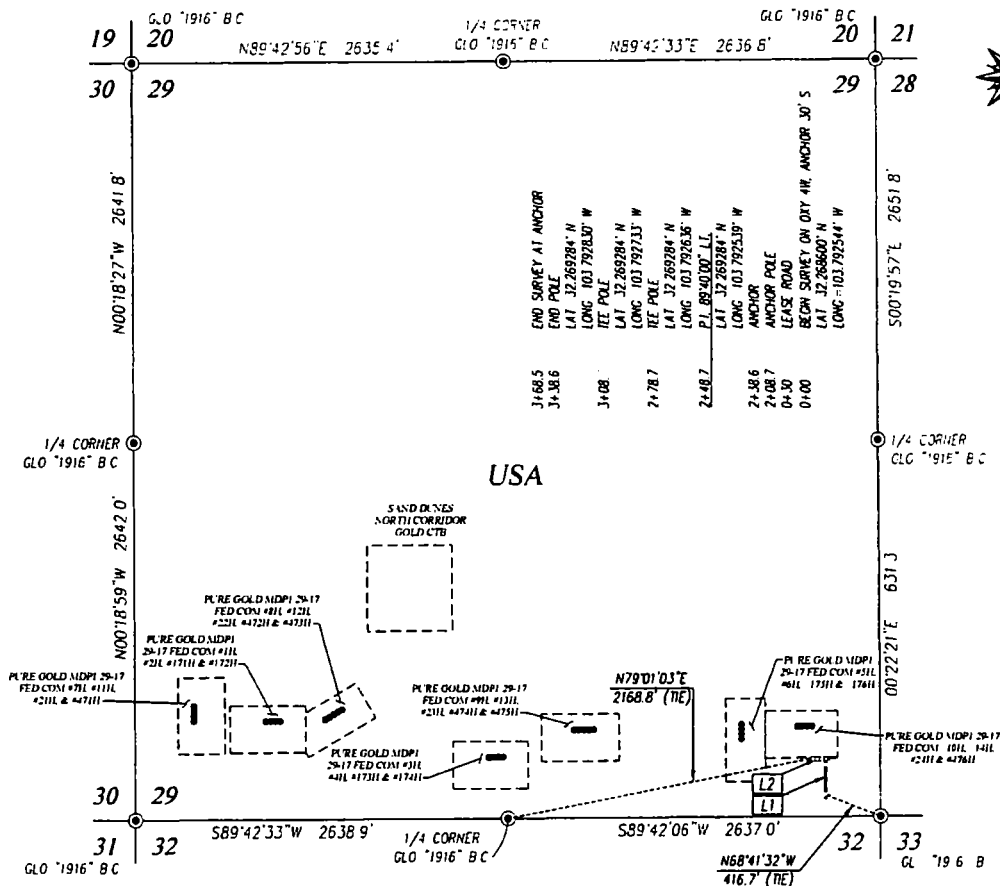 GLO "1916" B C
1/4 CORNER
GLO "1916" B C
19 20
N89°42'56"E 2635 4'
GLO "1915" B C
N89°42'33"E 2636 8'
20 21
30 29
29 28
N00°18'27"W 2641 8'
S00°19'57"E 2651 8'
3+68.5 END SURVEY AT ANCHOR
3+38.6 END POLE
LAT 32 269284' N
LONG 103 792830' W
3+08. TEE POLE
LAT 32.269284' N
LONG 103 792733' W
2+78.7 TEE POLE
LAT 32 269284' N
LONG 103 792636' W
2+48.7 P.I. 89°40'00" LT.
LAT 32 269284' N
LONG 103.792539' W
2+38.6 ANCHOR
2+08.7 ANCHOR POLE
0+30 LEASE ROAD
0+00 BEGIN SURVEY ON OXY 4W, ANCHOR 30' S
LAT 32 268600' N
LONG = 103.792544' W
1/4 CORNER
GLO "1916" B C
1/4 CORNER
GLO "1915" B C
USA
SAND DUNES
NORTH CORRIDOR
GOLD CTB
N00°18'59"W 2642 0'
00°22'21"E 631 3
PURE GOLD MDP1 29-17
FED COM #8H, #12H,
#22H, #472H & #473H
PURE GOLD MDP1
29-17 FED COM #1H,
#2H, #171H & #172H
PURE GOLD MDP1 29-17
FED COM #7H, #11H,
#21H, & #471H
PURE GOLD MDP1 29-17
FED COM #9H, #13H,
#23H, #474H & #475H
PURE GOLD MDP1
29-17 FED COM #3H,
#4H, #173H & #174H
N79°01'03"E
2168.8' (TIE)
PURE GOLD MDP1
29-17 FED COM #5H,
#6H, 175H & 176H
PURE GOLD MDP1 29-17
FED COM 10H, 14H,
#24H & #476H
L2
L1
30 29
S89°42'33"W 2638 9'
S89°42'06"W 2637 0'
31 32
32 33
GLO "1916" B C
1/4 CORNER
GLO "1916" B C
N68°41'32"W
416.7' (TIE)
GL "19 6 B